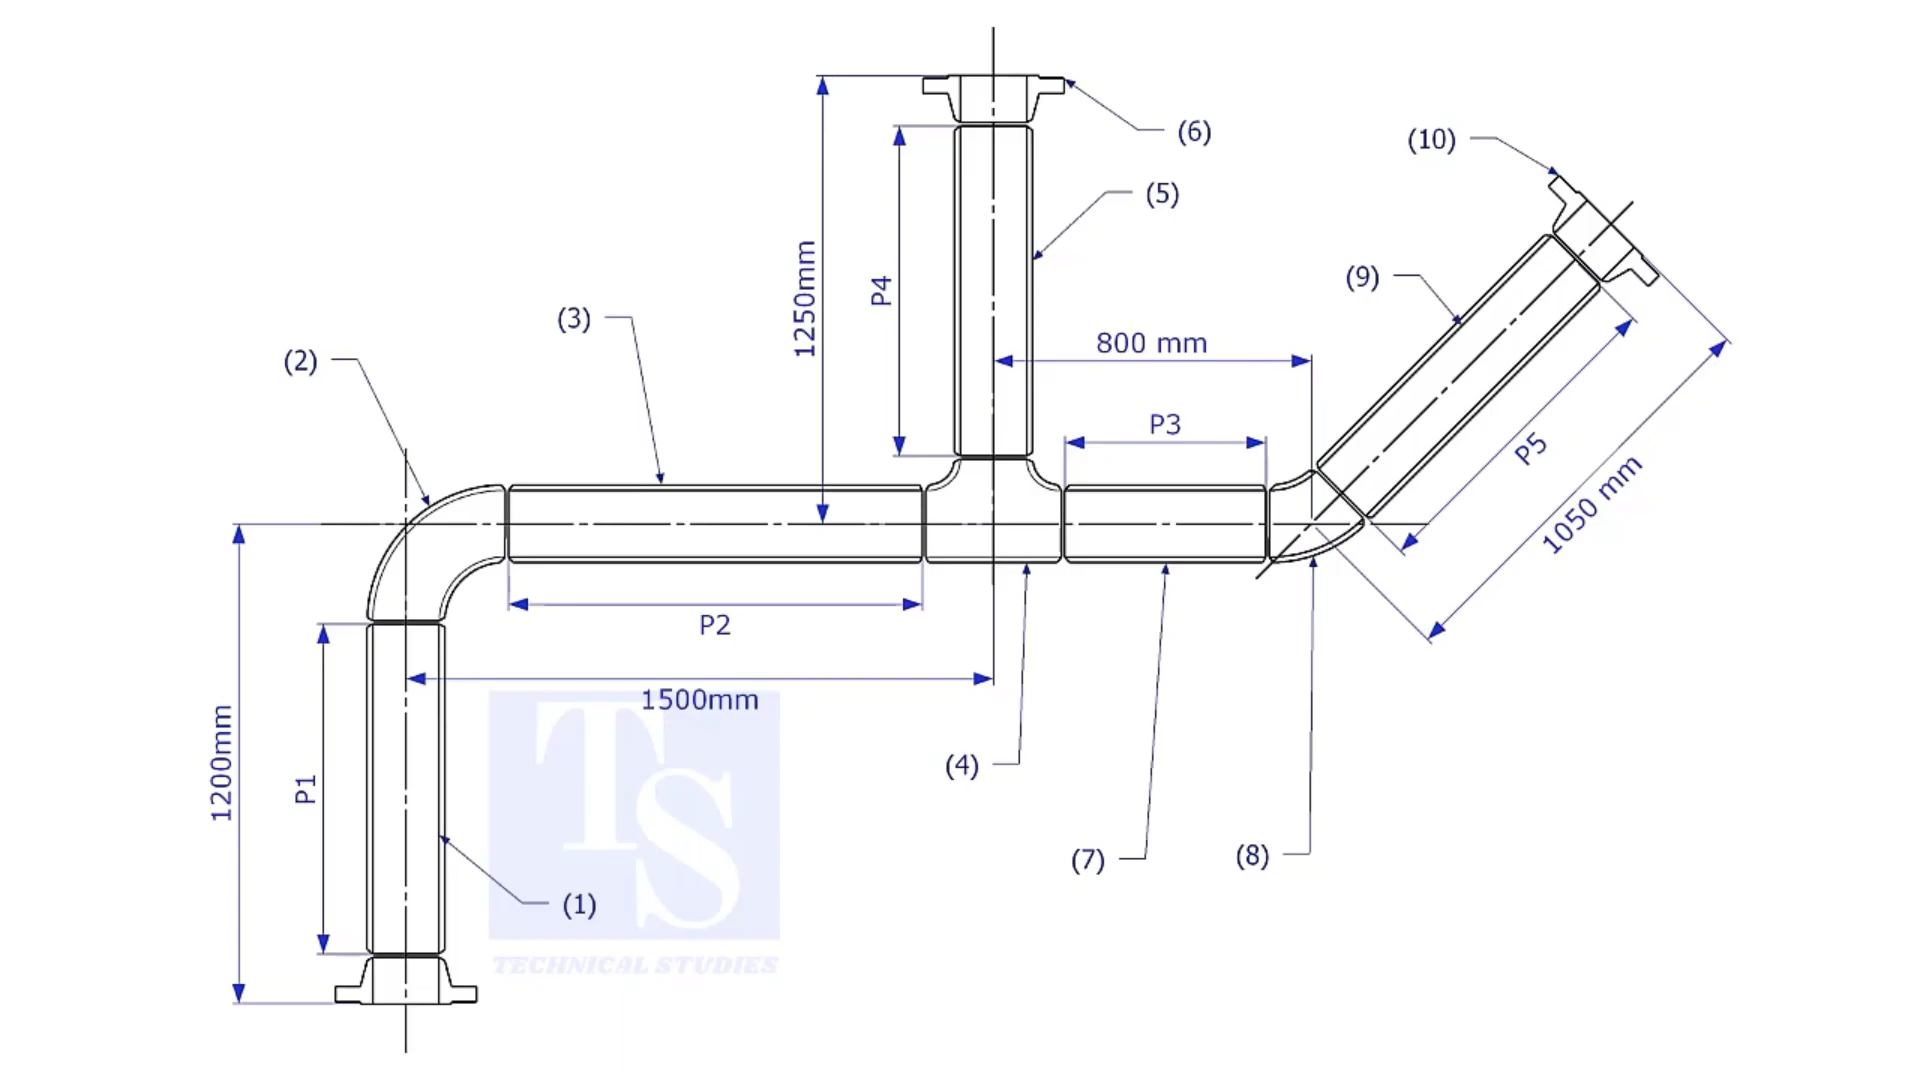 (6)
(10)
(5)
(9)
1250mm
P4
800 mm
(3)
(2)
P3
P5
1050 mm
P2
1500mm
TS
1200mm
P1
(4)
(7)
(8)
(1)
TECHNICAL STUDIES